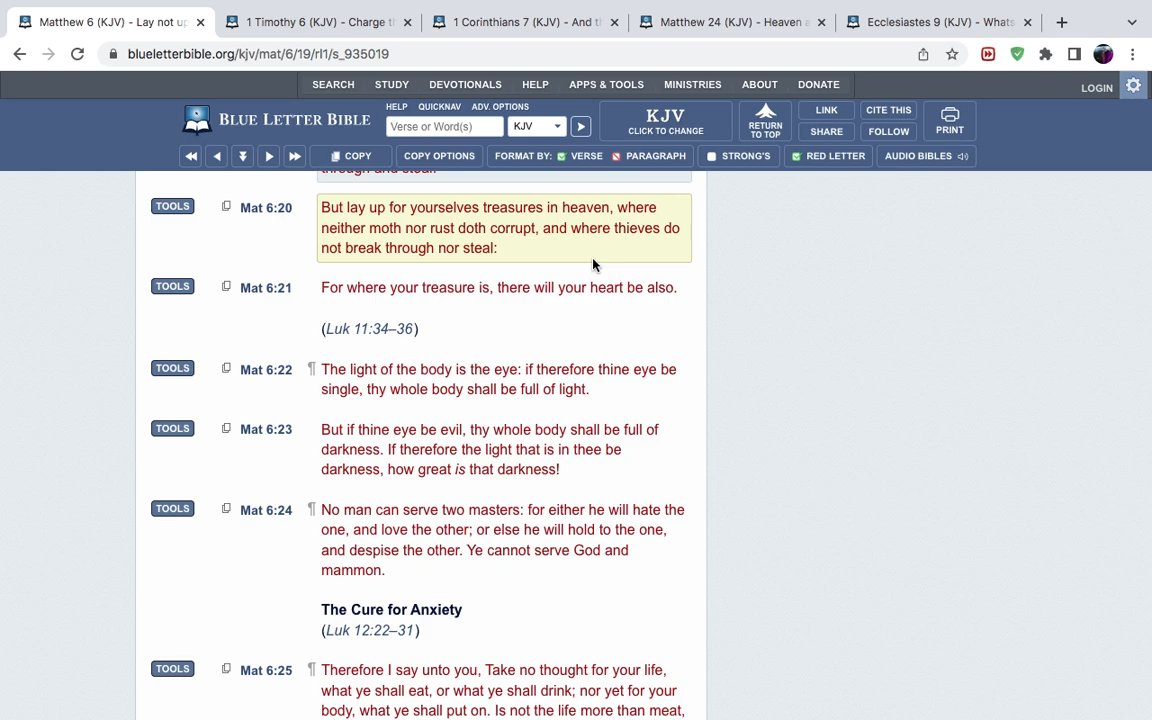 Matthew 6 (KJV) - Lay not up
1 Timothy 6 (KJV) - Charge th
1 Corinthians 7 (KJV) - And th
Matthew 24 (KJV) - Heaven a
Ecclesiastes 9 (KJV) - Whats
blueletterbible.org/kjv/mat/6/19/rl1/s_935019
SEARCH STUDY DEVOTIONALS HELP APPS & TOOLS MINISTRIES ABOUT DONATE LOGIN
BLUE LETTER BIBLE
HELP QUICKNAV ADV. OPTIONS
Verse or Word(s) KJV
KJV
CLICK TO CHANGE
RETURN
TO TOP
LINK CITE THIS
SHARE FOLLOW
PRINT
COPY COPY OPTIONS FORMAT BY: VERSE PARAGRAPH STRONG'S RED LETTER AUDIO BIBLES
through and steal.
TOOLS Mat 6:20 But lay up for yourselves treasures in heaven, where
neither moth nor rust doth corrupt, and where thieves do
not break through nor steal:
TOOLS Mat 6:21 For where your treasure is, there will your heart be also.
(Luk 11:34–36)
TOOLS Mat 6:22 ¶ The light of the body is the eye: if therefore thine eye be
single, thy whole body shall be full of light.
TOOLS Mat 6:23 But if thine eye be evil, thy whole body shall be full of
darkness. If therefore the light that is in thee be
darkness, how great is that darkness!
TOOLS Mat 6:24 ¶ No man can serve two masters: for either he will hate the
one, and love the other; or else he will hold to the one,
and despise the other. Ye cannot serve God and
mammon.
The Cure for Anxiety
(Luk 12:22–31)
TOOLS Mat 6:25 ¶ Therefore I say unto you, Take no thought for your life,
what ye shall eat, or what ye shall drink; nor yet for your
body, what ye shall put on. Is not the life more than meat,